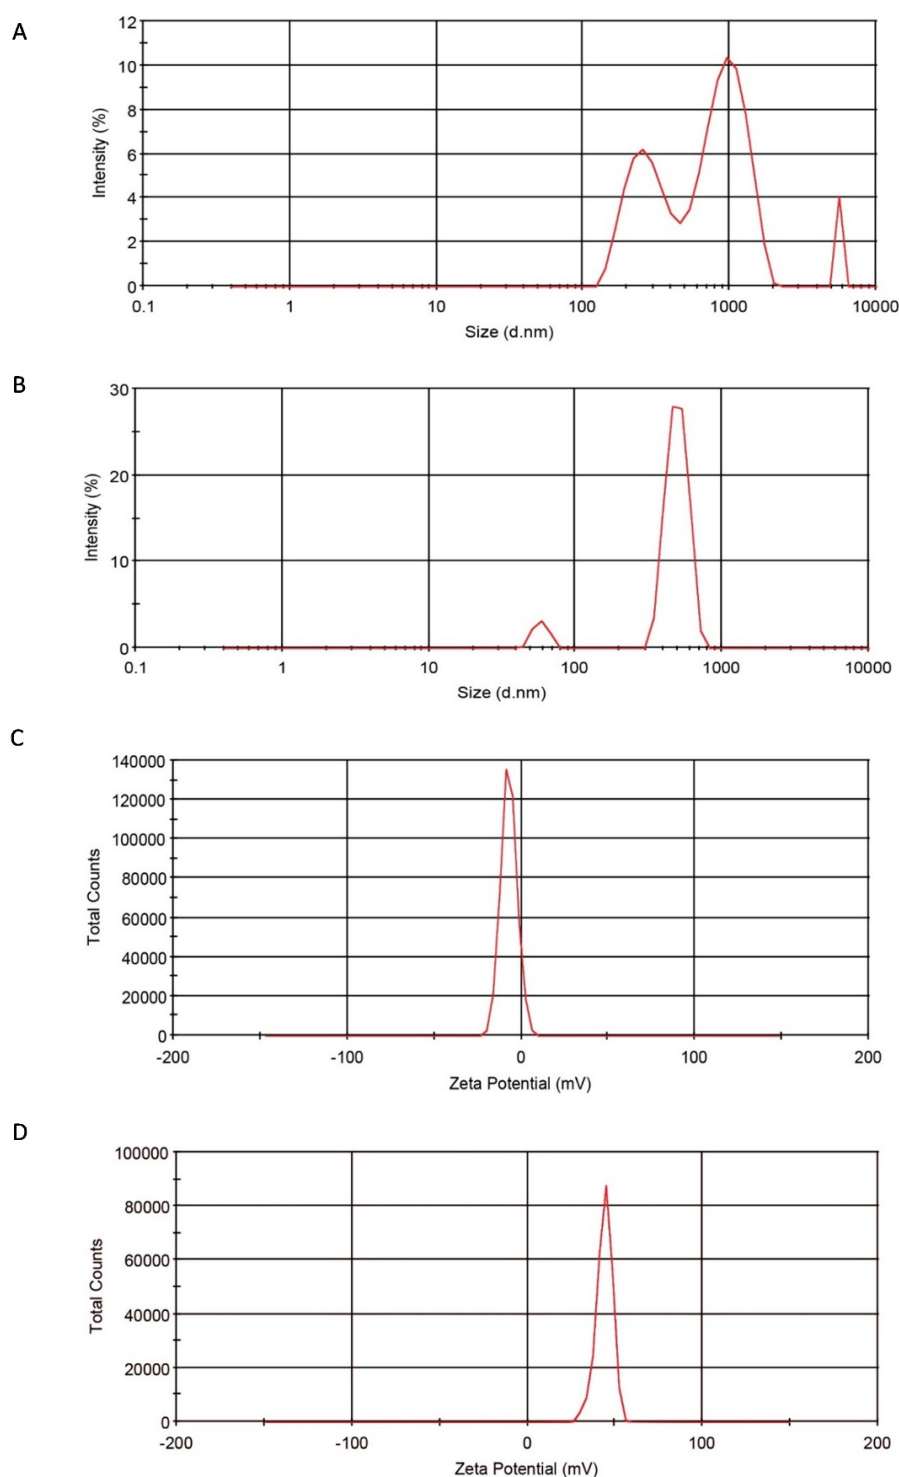 A
12
10
8
6
4
2
0
Intensity (%)
0.1 1 10 100 1000 10000
Size (d.nm)
B
30
20
10
0
Intensity (%)
0.1 1 10 100 1000 10000
Size (d.nm)
C
140000
120000
100000
80000
60000
40000
20000
0
Total Counts
-200 -100 0 100 200
Zeta Potential (mV)
D
100000
80000
60000
40000
20000
0
Total Counts
-200 -100 0 100 200
Zeta Potential (mV)